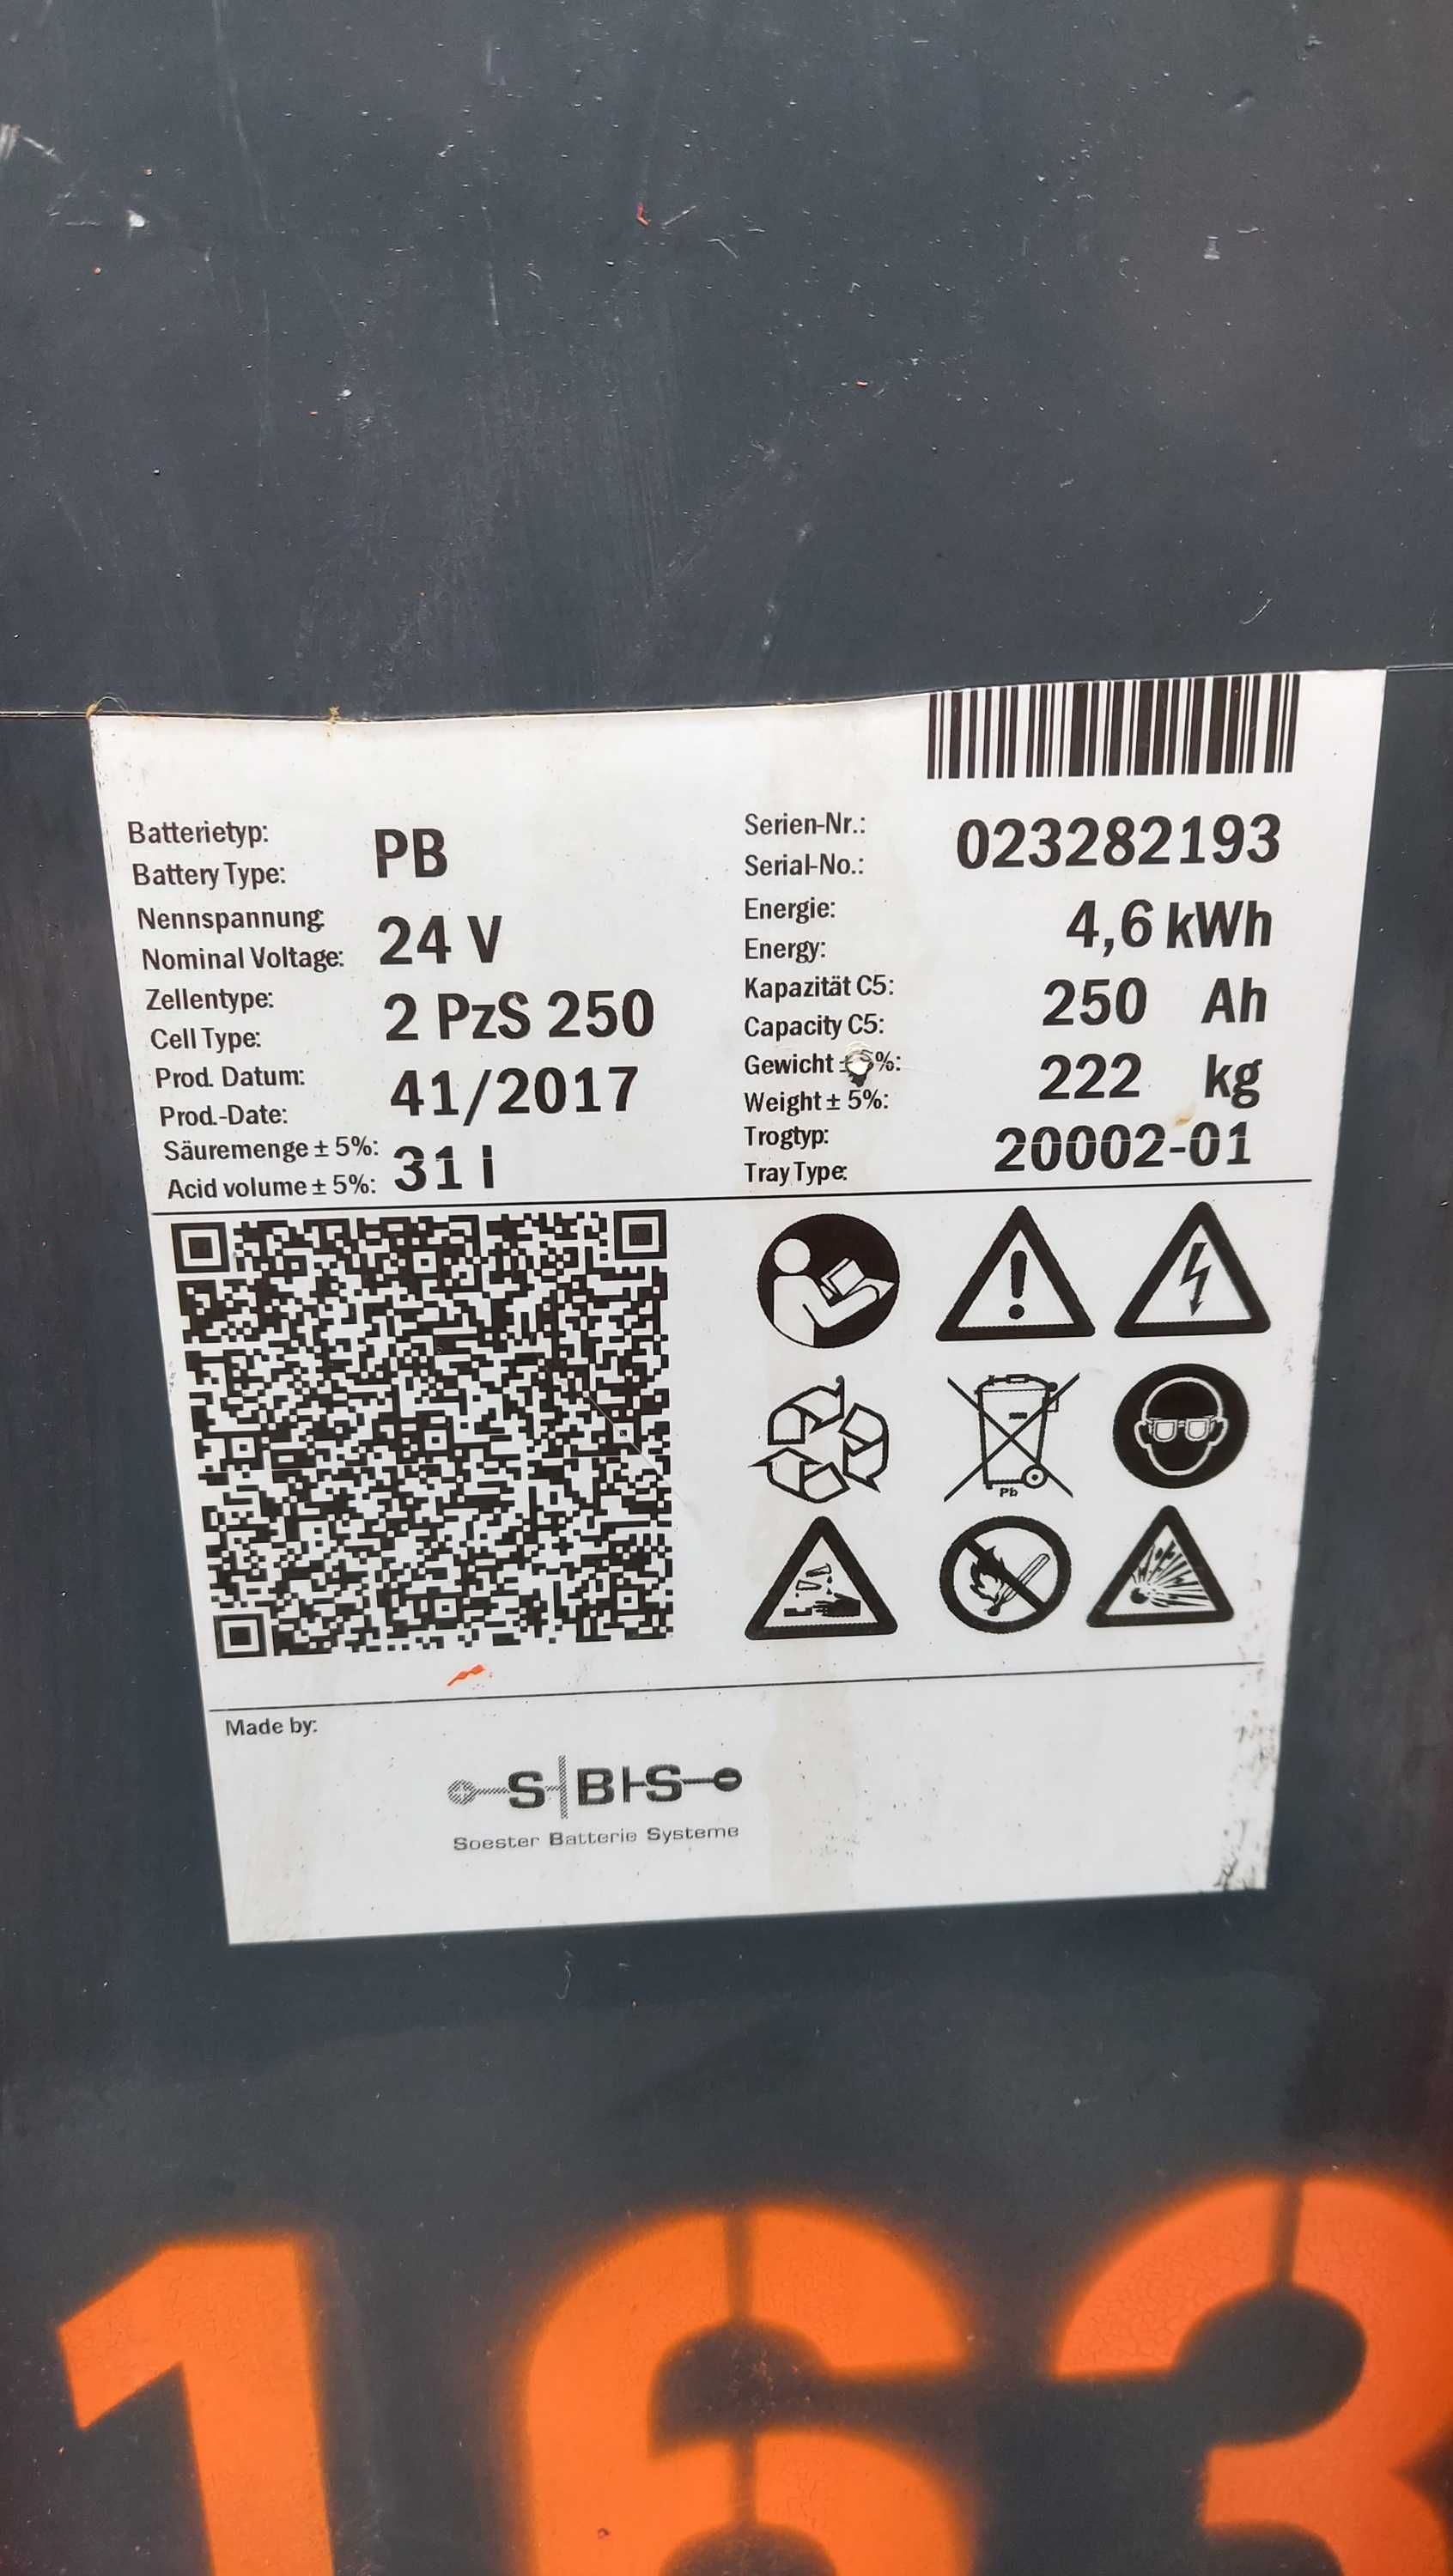 Batterietyp:
Battery Type:
PB
Nennspannung:
Nominal Voltage:
24 V
Zellentype:
Cell Type:
2 PzS 250
Prod. Datum:
Prod.-Date:
41/2017
Säuremenge ± 5%:
Acid volume ± 5%:
31 l
Serien-Nr.:
Serial-No.:
023282193
Energie:
Energy:
4,6 kWh
Kapazität C5:
Capacity C5:
250 Ah
Gewicht %:
Weight ± 5%:
222 kg
Trogtyp:
Tray Type:
20002-01
Pb
Made by:
S BS
Soester Batterie Systeme
163